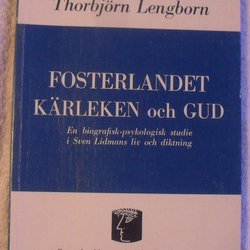 Thorbjörn Lengborn
FOSTERLANDET
KÄRLEKEN och GUD
En biografisk-psykologisk studie
i Sven Lidmans liv och diktning